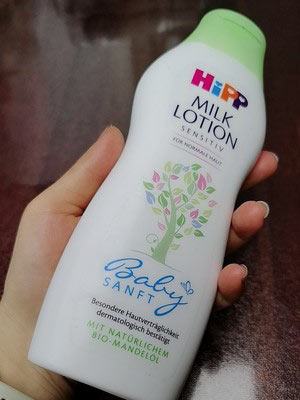 HiPP
MILK
LOTION
SENSITIV
FÜR NORMALE HAUT
Baby
SANFT
Besondere Hautverträglichkeit
dermatologisch bestätigt
MIT NATÜRLICHEM
BIO-MANDELÖL